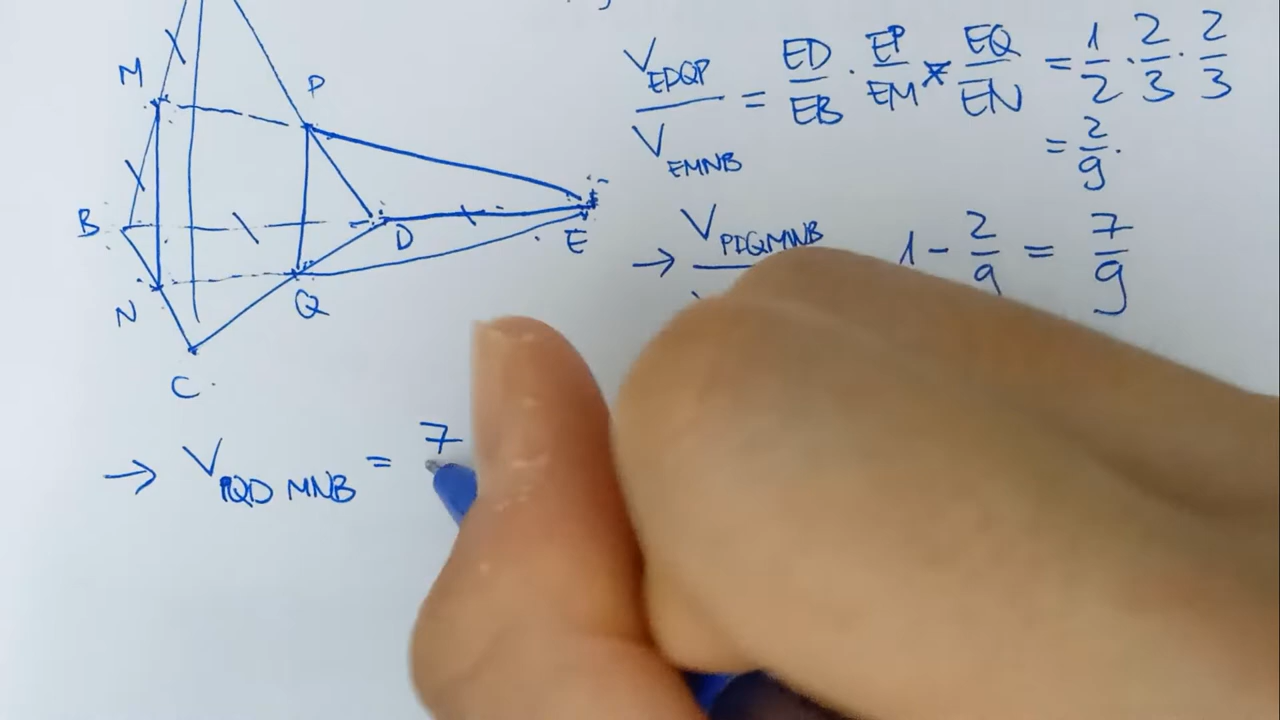 M
P
B
D
E
N
Q
C.
V_EDQP / V_EMNB = ED/EB . EP/EM × EQ/EN = 1/2 . 2/3 . 2/3
= 2/9.
→ V_PDQMNB 1 - 2/9 = 7/9
→ V_PQD MNB = 7